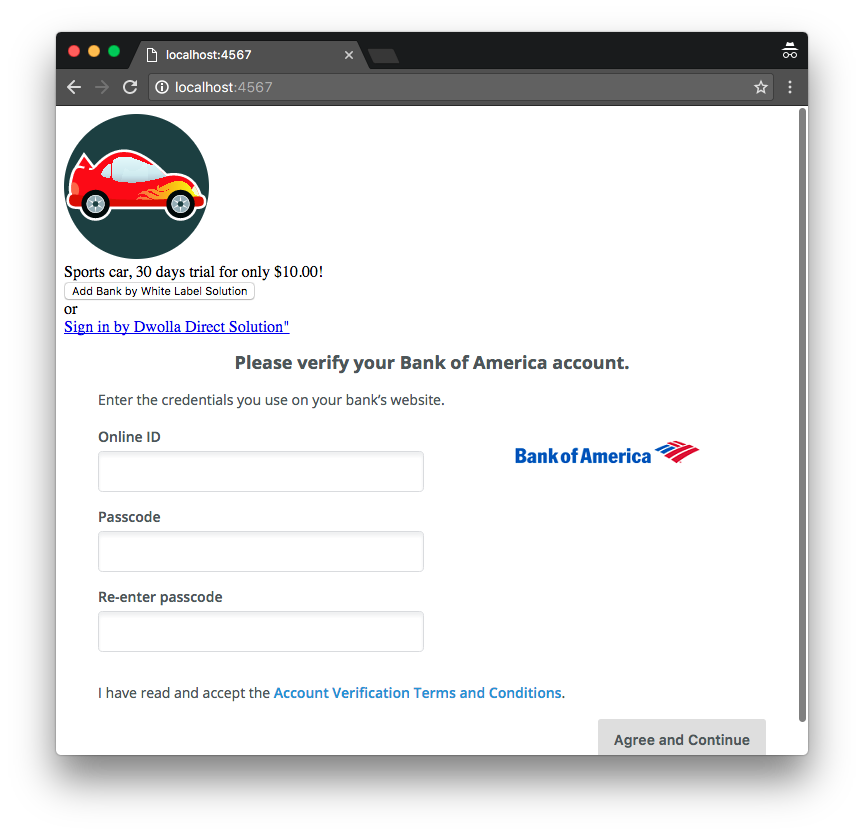 localhost:4567
localhost:4567
Sports car, 30 days trial for only $10.00!
Add Bank by White Label Solution
or
Sign in by Dwolla Direct Solution"
Please verify your Bank of America account.
Enter the credentials you use on your bank’s website.
Online ID
Bank of America
Passcode
Re-enter passcode
I have read and accept the Account Verification Terms and Conditions.
Agree and Continue